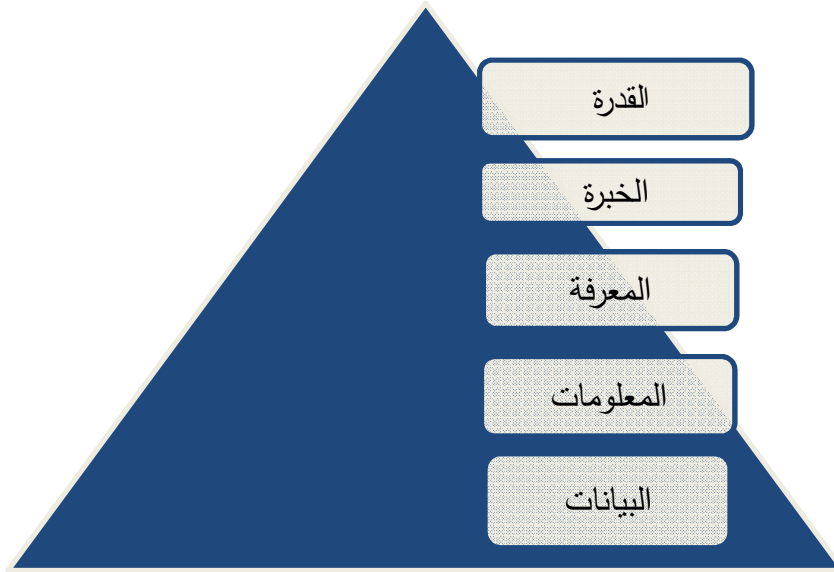 القدرة
الخبرة
المعرفة
المعلومات
البيانات